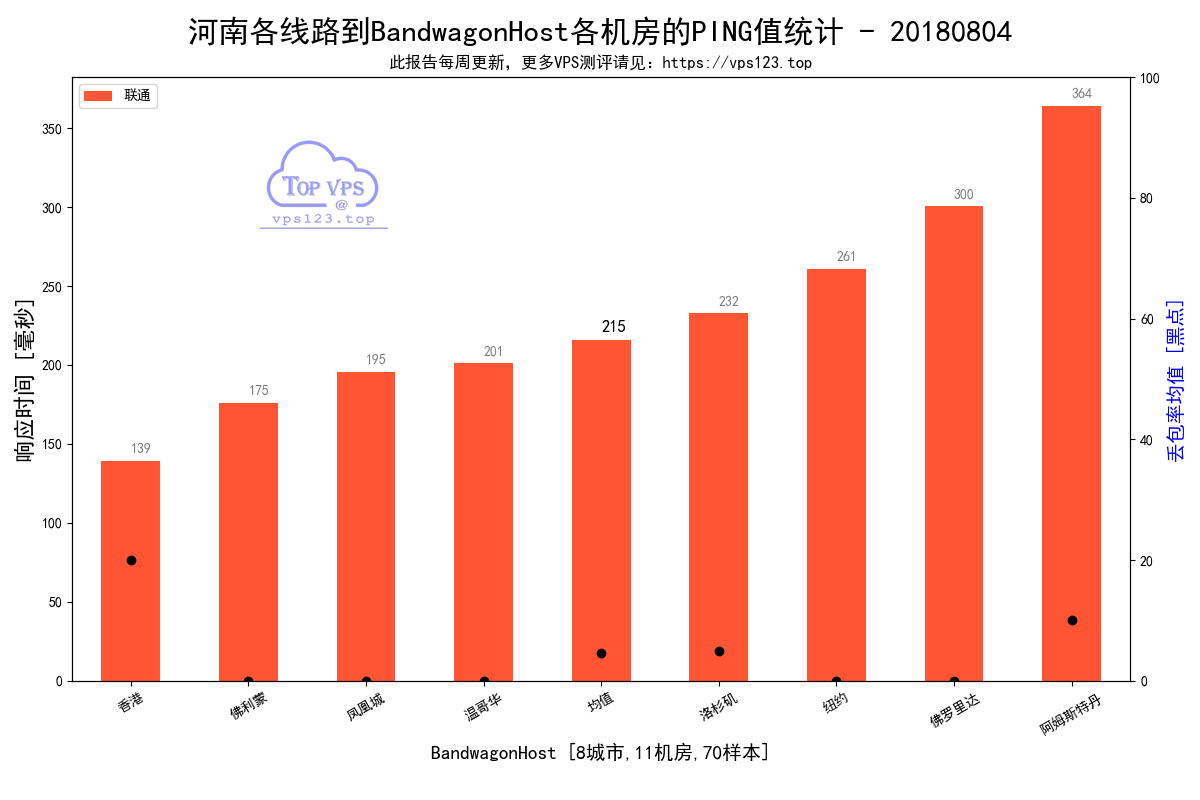 河南各线路到BandwagonHost各机房的PING值统计 - 20180804
此报告每周更新，更多VPS测评请见：https://vps123.top
联通
TOP VPS
@
vps123.top
响应时间 [毫秒]
350
300
250
200
150
100
50
0
139
175
195
201
215
232
261
300
364
100
80
60
40
20
0
丢包率均值 [黑点]
香港
佛利蒙
凤凰城
温哥华
均值
洛杉矶
纽约
佛罗里达
阿姆斯特丹
BandwagonHost [8城市,11机房,70样本]